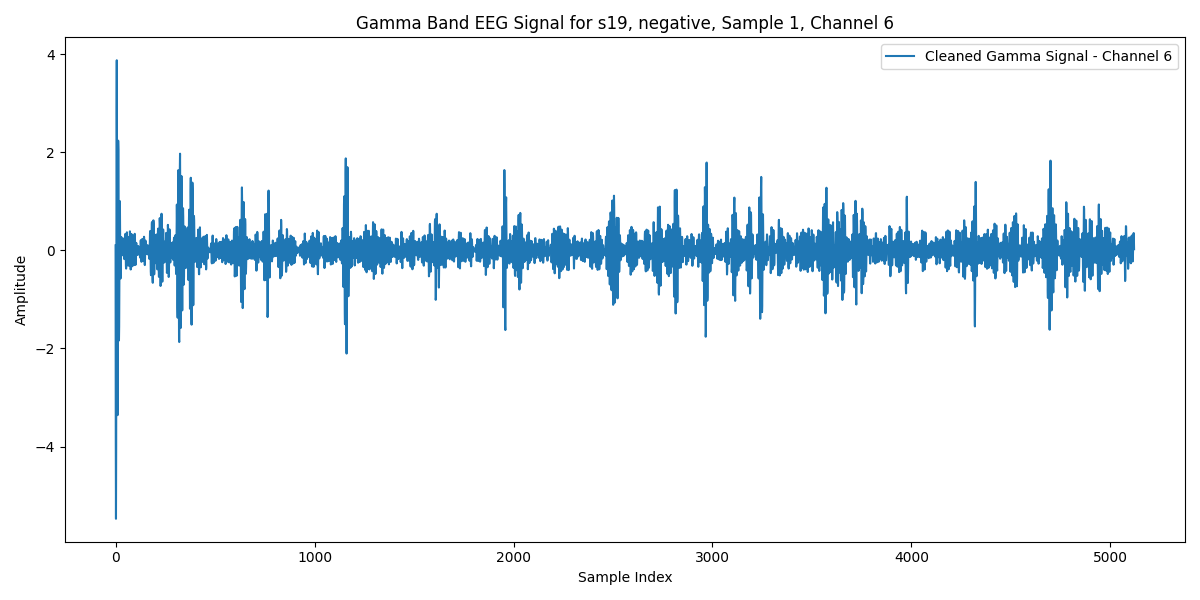 Gamma Band EEG Signal for s19, negative, Sample 1, Channel 6
Cleaned Gamma Signal - Channel 6
Amplitude
4
2
0
−2
−4
0 1000 2000 3000 4000 5000
Sample Index